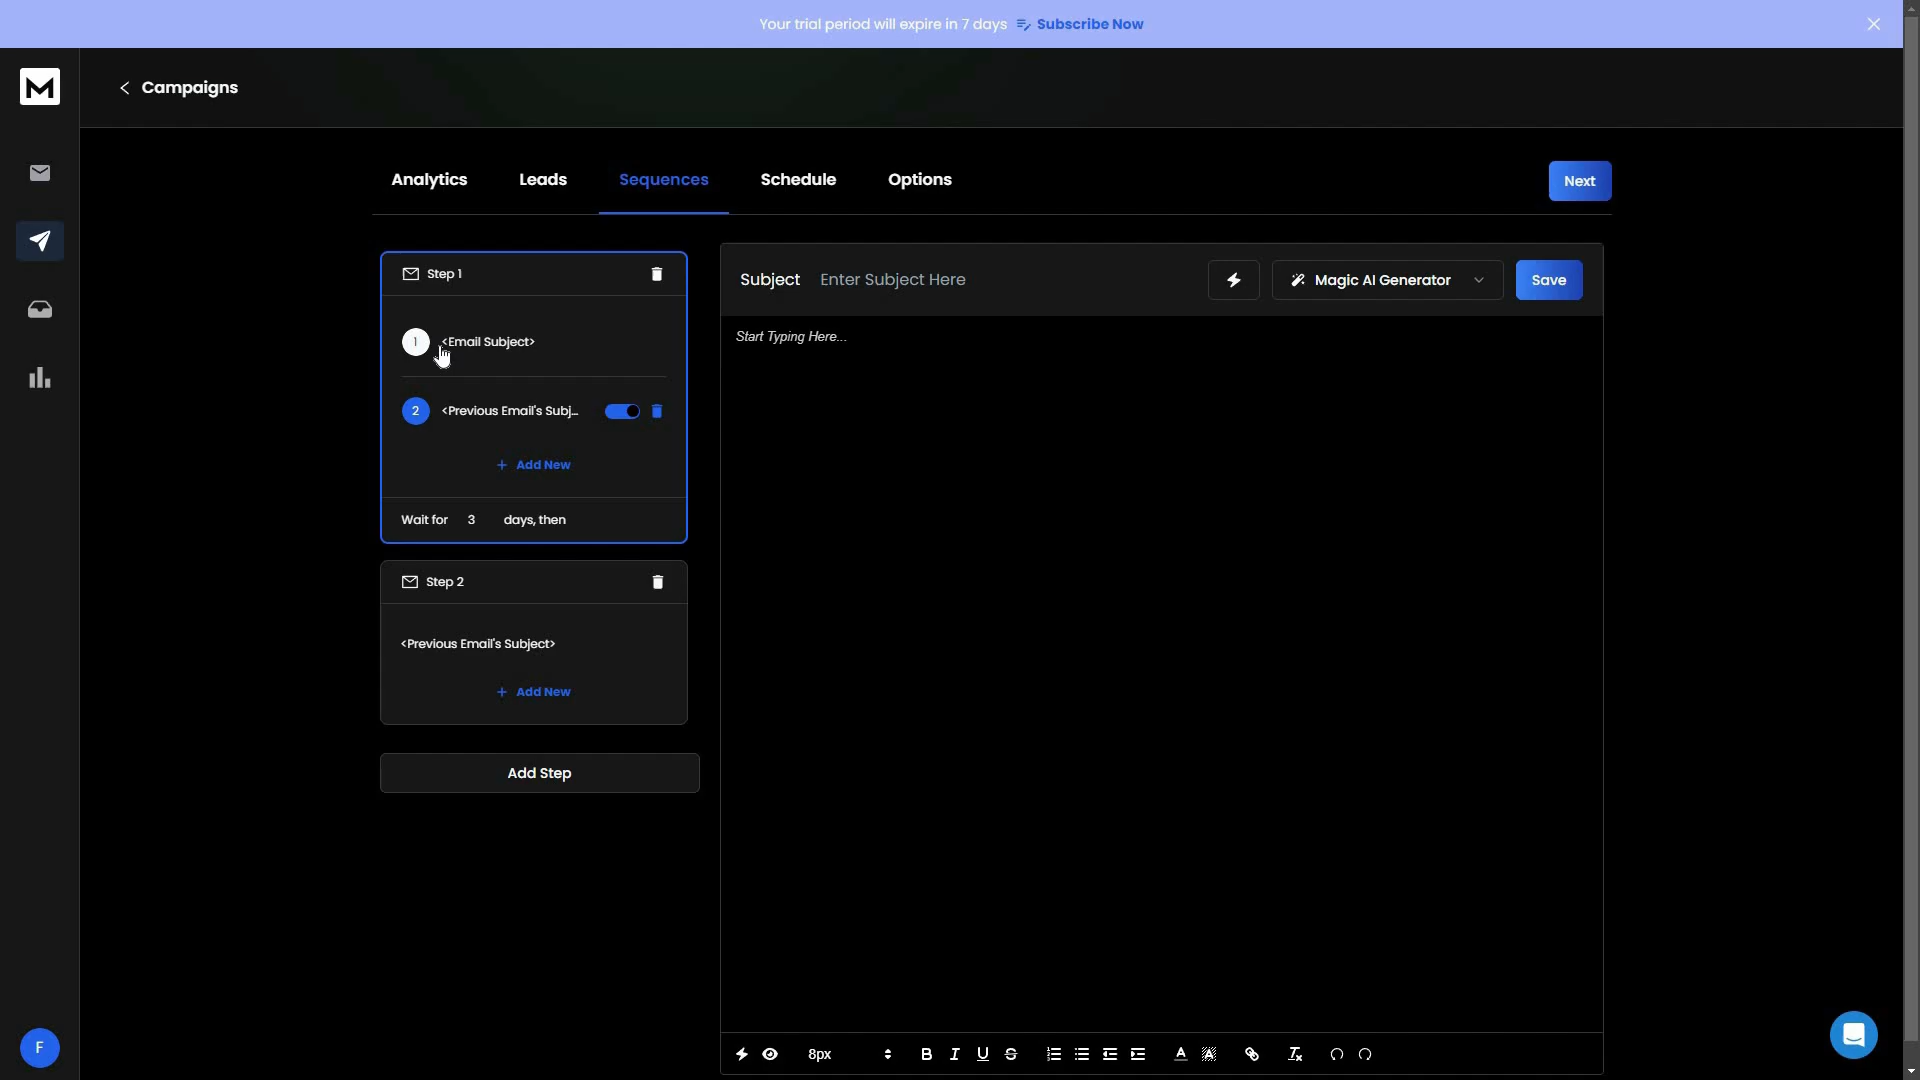 Your trial period will expire in 7 days Subscribe Now
M
Campaigns
Analytics Leads Sequences Schedule Options Next
Step 1
1 <Email Subject>
2 <Previous Email's Subj...
+ Add New
Wait for 3 days, then
Step 2
<Previous Email's Subject>
+ Add New
Add Step
Subject Enter Subject Here Magic AI Generator Save
Start Typing Here...
8px B I U S A
F